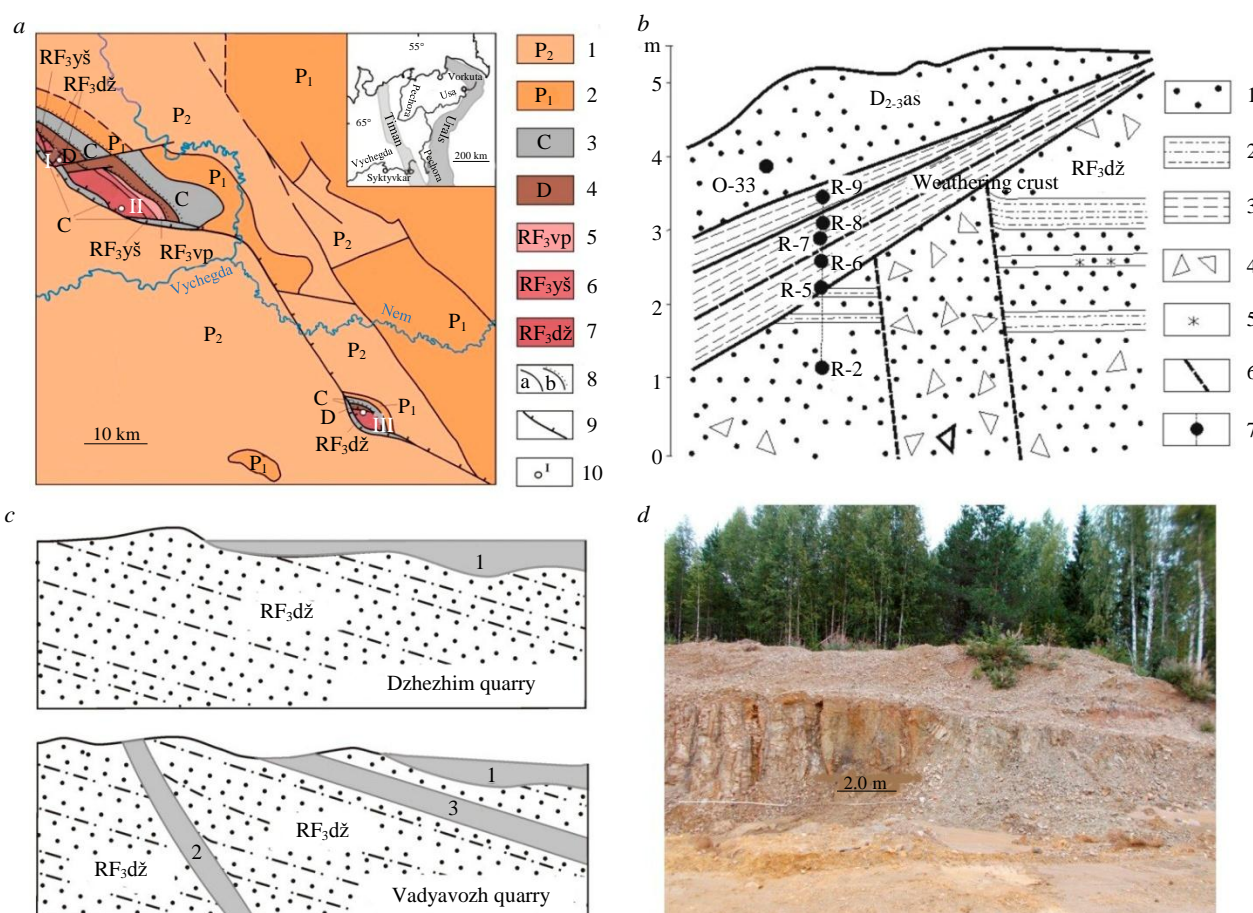 a
RF₃yš
RF₃dž
P₂
P₁
P₁
I
D
C
P₁
C
II
C
RF₃yš
RF₃vp
Vychegda
P₂
P₂
Nem
P₁
P₂
C
D
P₁
III
RF₃dž
P₁
10 km
55°
65°
Vorkuta
Usa
Pechora
Timan
Urals
Vychegda
Pechora
Syktyvkar
200 km
P₂ 1
P₁ 2
C 3
D 4
RF₃vp 5
RF₃yš 6
RF₃dž 7
a b 8
9
I 10
b
m
5
4
3
2
1
0
D₂₋₃as
RF₃dž
O-33
Weathering crust
R-9
R-8
R-7
R-6
R-5
R-2
1
2
3
4
5
6
7
c
1
RF₃dž
Dzhezhim quarry
1
3
RF₃dž
2
RF₃dž
Vadyavozh quarry
d
2.0 m